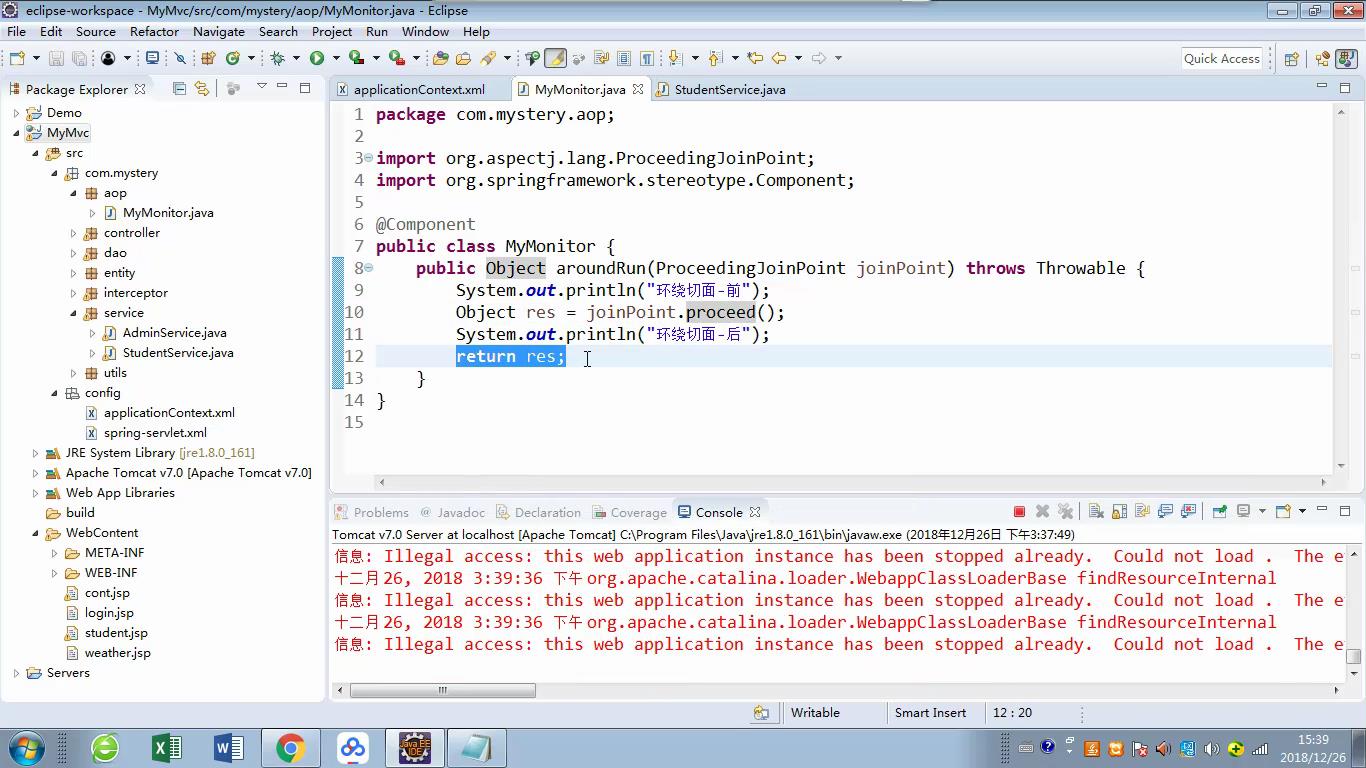 eclipse-workspace - MyMvc/src/com/mystery/aop/MyMonitor.java - Eclipse
File Edit Source Refactor Navigate Search Project Run Window Help
Quick Access
Package Explorer
Demo
MyMvc
src
com.mystery
aop
MyMonitor.java
controller
dao
entity
interceptor
service
AdminService.java
StudentService.java
utils
config
applicationContext.xml
spring-servlet.xml
JRE System Library [jre1.8.0_161]
Apache Tomcat v7.0 [Apache Tomcat v7.0]
Web App Libraries
build
WebContent
META-INF
WEB-INF
cont.jsp
login.jsp
student.jsp
weather.jsp
Servers
applicationContext.xml MyMonitor.java StudentService.java
1 package com.mystery.aop;
2
3 import org.aspectj.lang.ProceedingJoinPoint;
4 import org.springframework.stereotype.Component;
5
6 @Component
7 public class MyMonitor {
8 public Object aroundRun(ProceedingJoinPoint joinPoint) throws Throwable {
9 System.out.println("环绕切面-前");
10 Object res = joinPoint.proceed();
11 System.out.println("环绕切面-后");
12 return res;
13 }
14 }
15
Problems @ Javadoc Declaration Coverage Console
Tomcat v7.0 Server at localhost [Apache Tomcat] C:\Program Files\Java\jre1.8.0_161\bin\javaw.exe (2018年12月26日 下午3:37:49)
信息: Illegal access: this web application instance has been stopped already. Could not load . The e
十二月 26, 2018 3:39:36 下午 org.apache.catalina.loader.WebappClassLoaderBase findResourceInternal
信息: Illegal access: this web application instance has been stopped already. Could not load . The e
十二月 26, 2018 3:39:36 下午 org.apache.catalina.loader.WebappClassLoaderBase findResourceInternal
信息: Illegal access: this web application instance has been stopped already. Could not load . The e
Writable Smart Insert 12 : 20
Java EE
IDE
15:39
2018/12/26